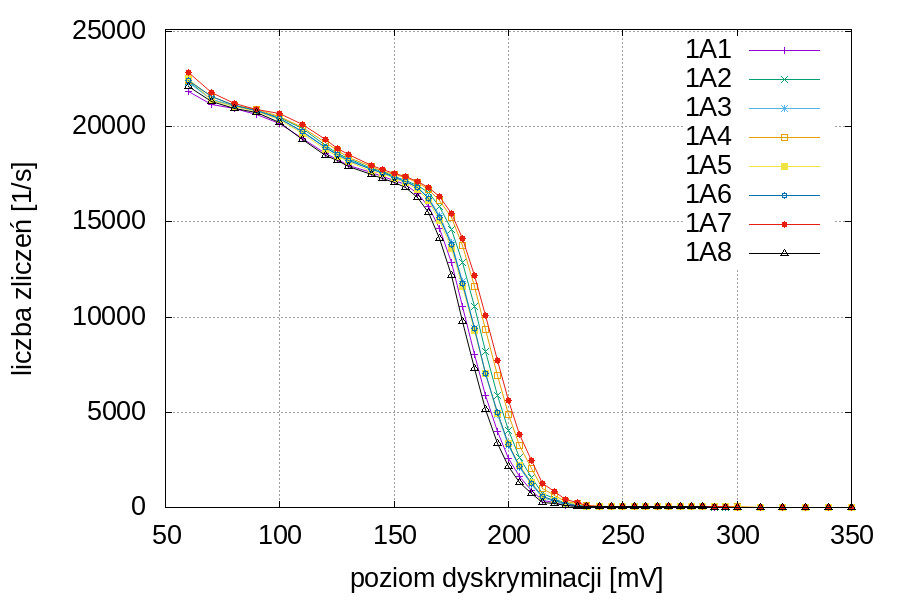 25000
20000
15000
10000
5000
0
50
100
150
200
250
300
350
liczba zliczeń [1/s]
poziom dyskryminacji [mV]
1A1
1A2
1A3
1A4
1A5
1A6
1A7
1A8